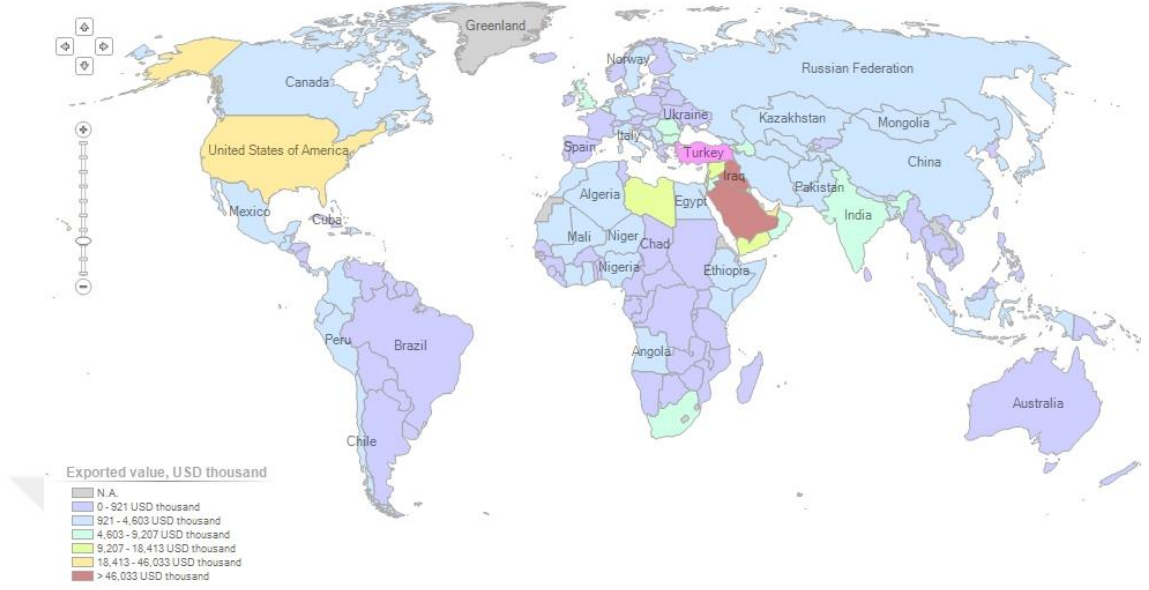 Greenland
Norway
Russian Federation
Canada
Ukraine
Kazakhstan
Mongolia
Italy
Spain
Turkey
United States of America
China
Iraq
Pakistan
Algeria
Egypt
India
Mexico
Cuba
Mali
Niger
Chad
Nigeria
Ethiopia
Peru
Brazil
Angola
Australia
Chile
Exported value, USD thousand
N.A.
0 - 921 USD thousand
921 - 4,603 USD thousand
4,603 - 9,207 USD thousand
9,207 - 18,413 USD thousand
18,413 - 46,033 USD thousand
> 46,033 USD thousand